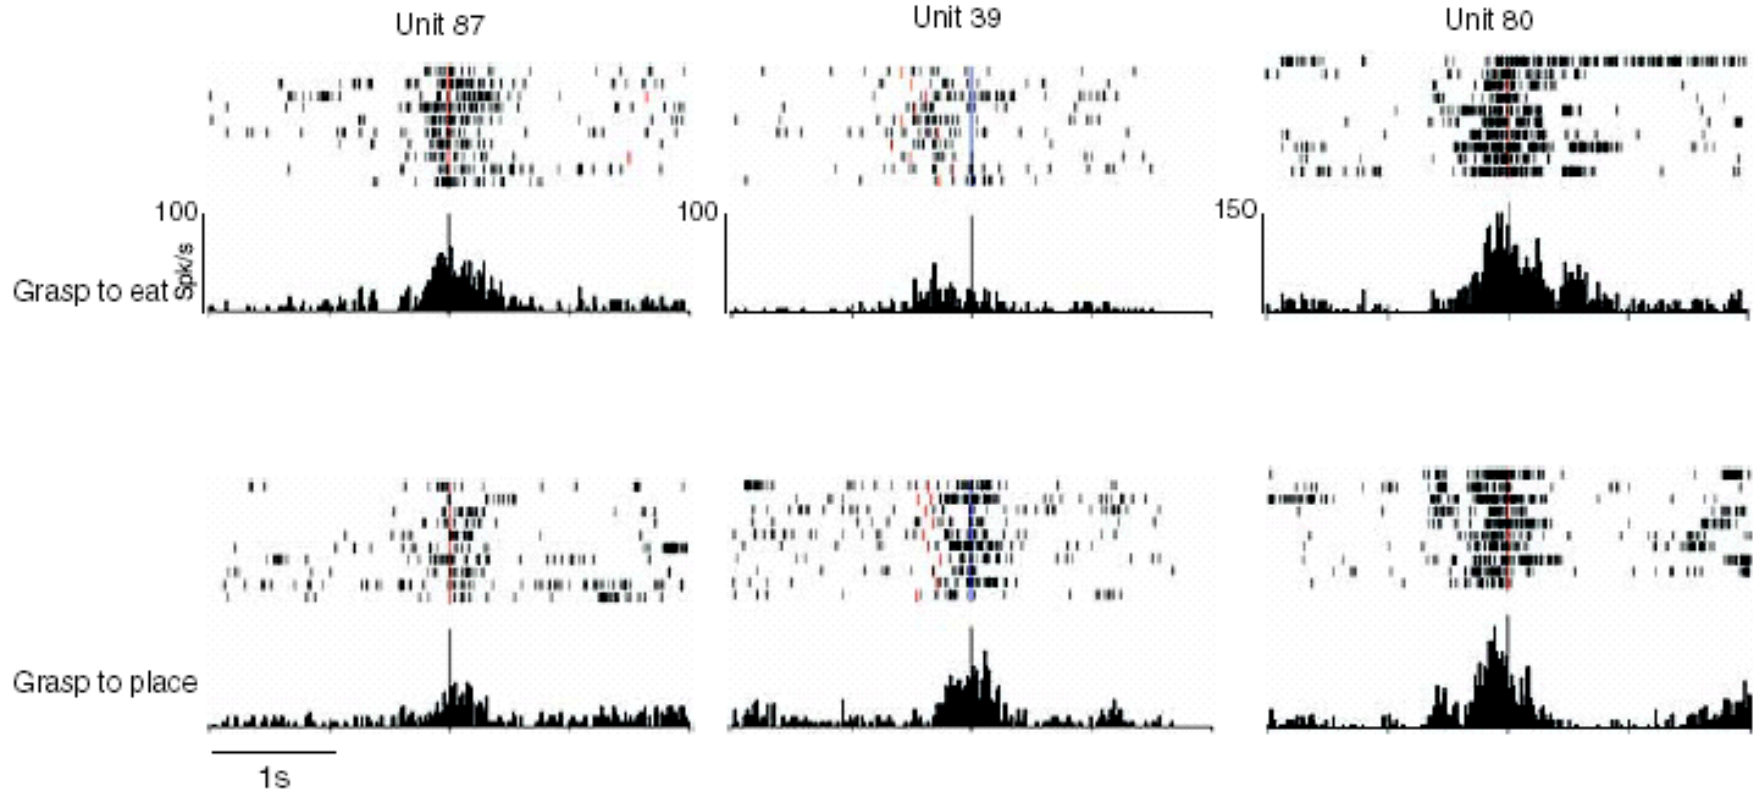 Unit 87
Unit 39
Unit 80
100
100
150
Spk/s
Grasp to eat
Grasp to place
1s